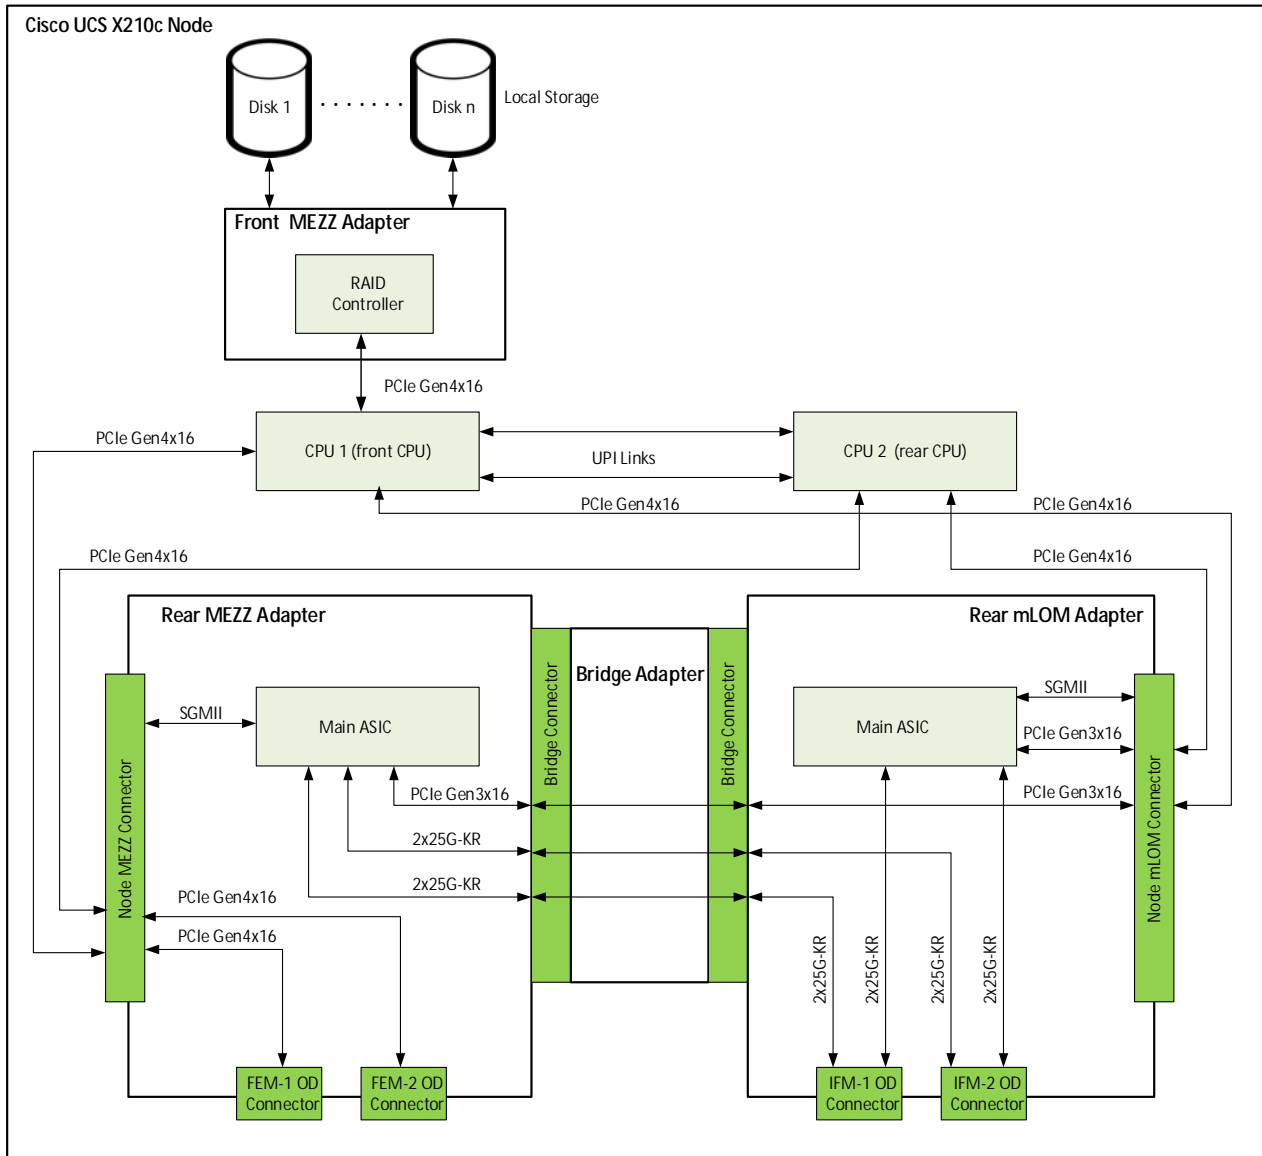 Cisco UCS X210c Node
Disk 1
.......
Disk n
Local Storage
Front MEZZ Adapter
RAID
Controller
PCIe Gen4x16
PCIe Gen4x16
CPU 1 (front CPU)
UPI Links
CPU 2 (rear CPU)
PCIe Gen4x16
PCIe Gen4x16
PCIe Gen4x16
PCIe Gen4x16
Rear MEZZ Adapter
Rear mLOM Adapter
Bridge Adapter
Bridge Connector
Bridge Connector
SGMII
Main ASIC
Main ASIC
SGMII
PCIe Gen3x16
PCIe Gen3x16
PCIe Gen3x16
2x25G-KR
2x25G-KR
Node MEZZ Connector
Node mLOM Connector
PCIe Gen4x16
PCIe Gen4x16
2x25G-KR
2x25G-KR
2x25G-KR
2x25G-KR
FEM-1 OD
Connector
FEM-2 OD
Connector
IFM-1 OD
Connector
IFM-2 OD
Connector